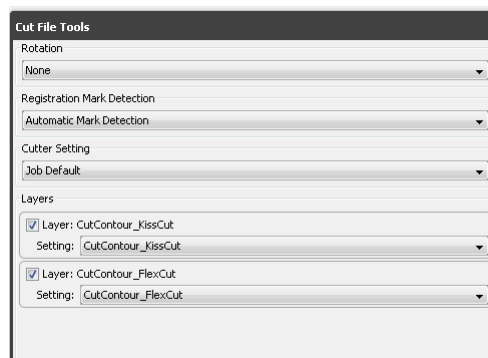 Cut File Tools
Rotation
None
Registration Mark Detection
Automatic Mark Detection
Cutter Setting
Job Default
Layers
Layer: CutContour_KissCut
Setting: CutContour_KissCut
Layer: CutContour_FlexCut
Setting: CutContour_FlexCut